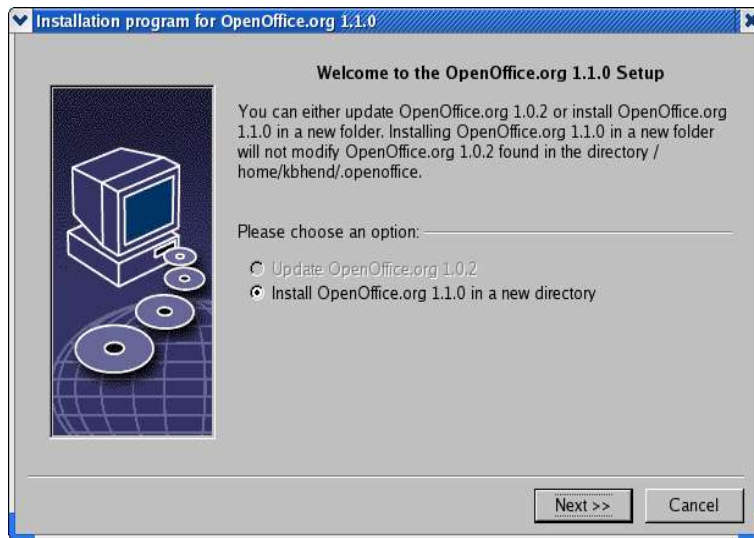 Installation program for OpenOffice.org 1.1.0
Welcome to the OpenOffice.org 1.1.0 Setup
You can either update OpenOffice.org 1.0.2 or install OpenOffice.org
1.1.0 in a new folder. Installing OpenOffice.org 1.1.0 in a new folder
will not modify OpenOffice.org 1.0.2 found in the directory /
home/kbhend/.openoffice.
Please choose an option:
Update OpenOffice.org 1.0.2
Install OpenOffice.org 1.1.0 in a new directory
Next >>
Cancel